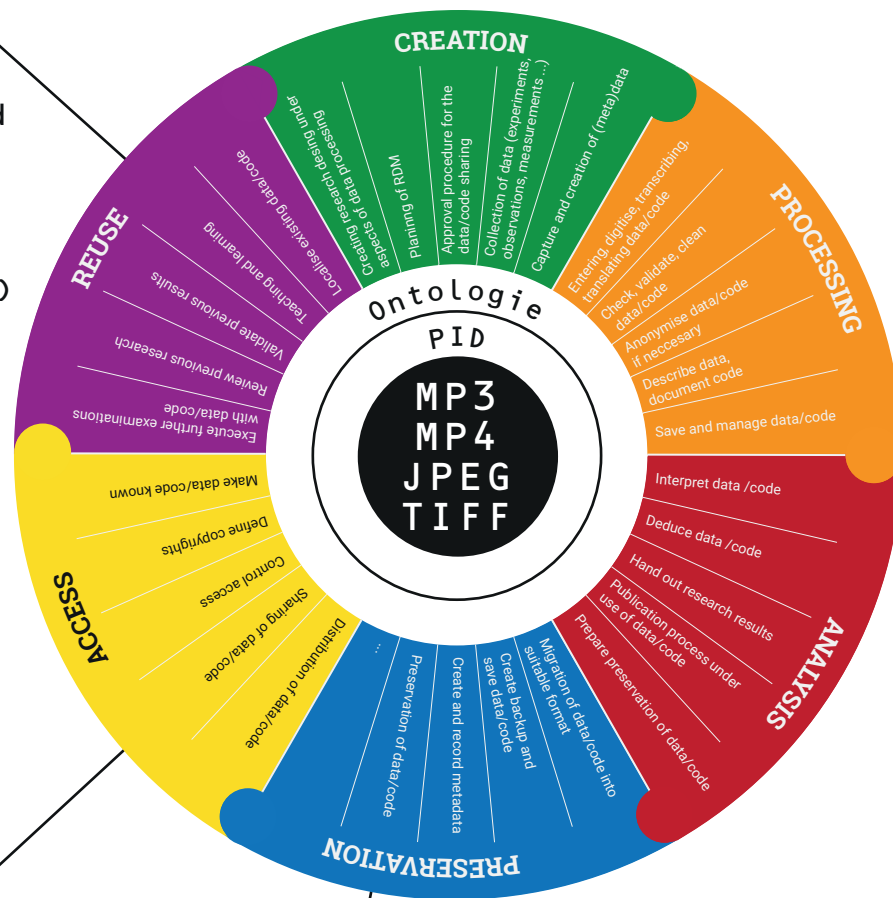 CREATION
Creating research desing under
aspects of data processing
Planing of RDM
Approval procedure for the
data/code sharing
Collection of data (experiments,
observations, measurements ...)
Capture and creation of (meta)data
PROCESSING
Entering, digitise, transcribing,
translating data/code
Check, validate, clean
data/code
Anonymise data/code
if neccesary
Describe data,
document code
Save and manage data/code
ANALYSIS
Interpret data /code
Deduce data /code
Hand out research results
Publication process under
use of data/code
Prepare preservation of data/code
PRESERVATION
Migration of data/code into
suitable format
Create backup and
save data/code
Create and record metadata
Preservation of data/code
...
ACCESS
Distribution of data/code
Sharing of data/code
Control access
Define copyrights
Make data/code known
REUSE
Execute further examinations
with data/code
Review previous research
Validate previous results
Teaching and learning
Localise existing data/code
Ontologie
PID
MP3
MP4
JPEG
TIFF